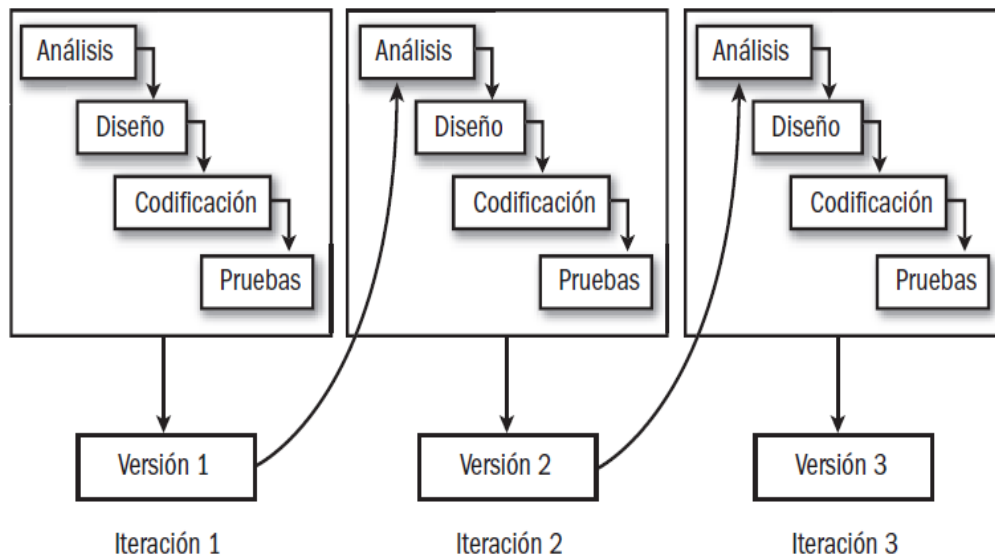 Análisis
Diseño
Codificación
Pruebas
Versión 1
Iteración 1
Análisis
Diseño
Codificación
Pruebas
Versión 2
Iteración 2
Análisis
Diseño
Codificación
Pruebas
Versión 3
Iteración 3